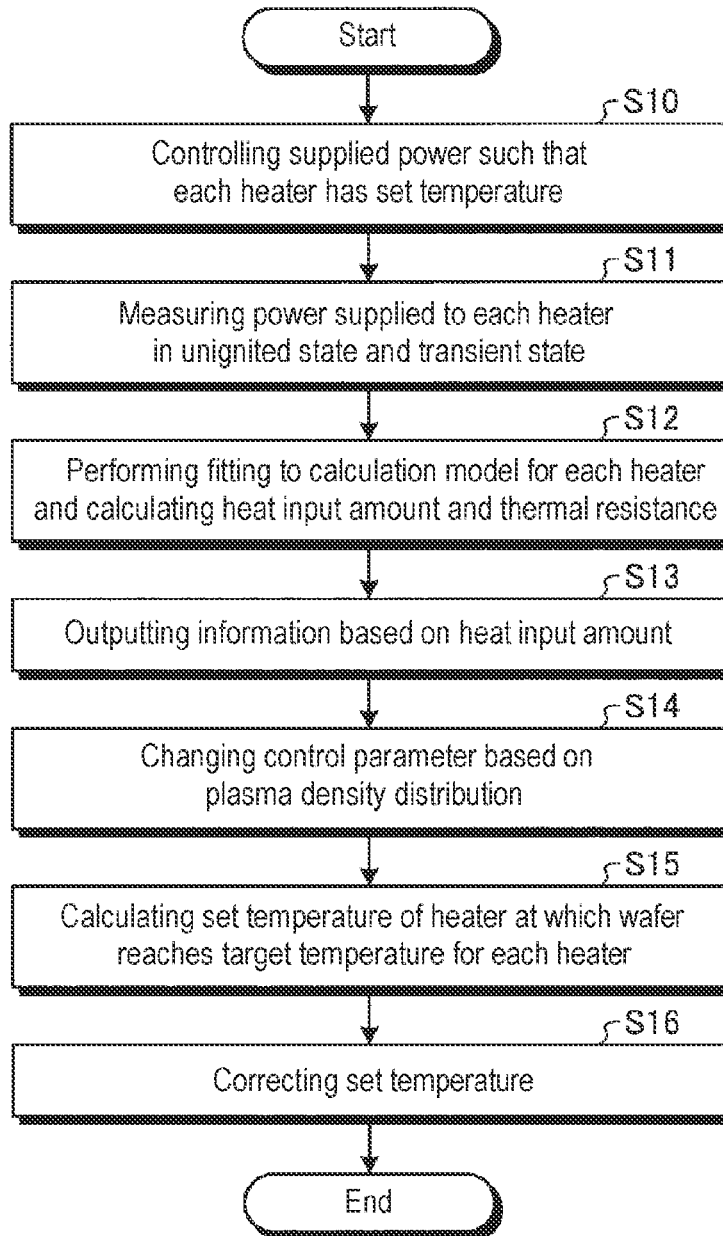 Start
S10
Controlling supplied power such that
each heater has set temperature
S11
Measuring power supplied to each heater
in unignited state and transient state
S12
Performing fitting to calculation model for each heater
and calculating heat input amount and thermal resistance
S13
Outputting information based on heat input amount
S14
Changing control parameter based on
plasma density distribution
S15
Calculating set temperature of heater at which wafer
reaches target temperature for each heater
S16
Correcting set temperature
End